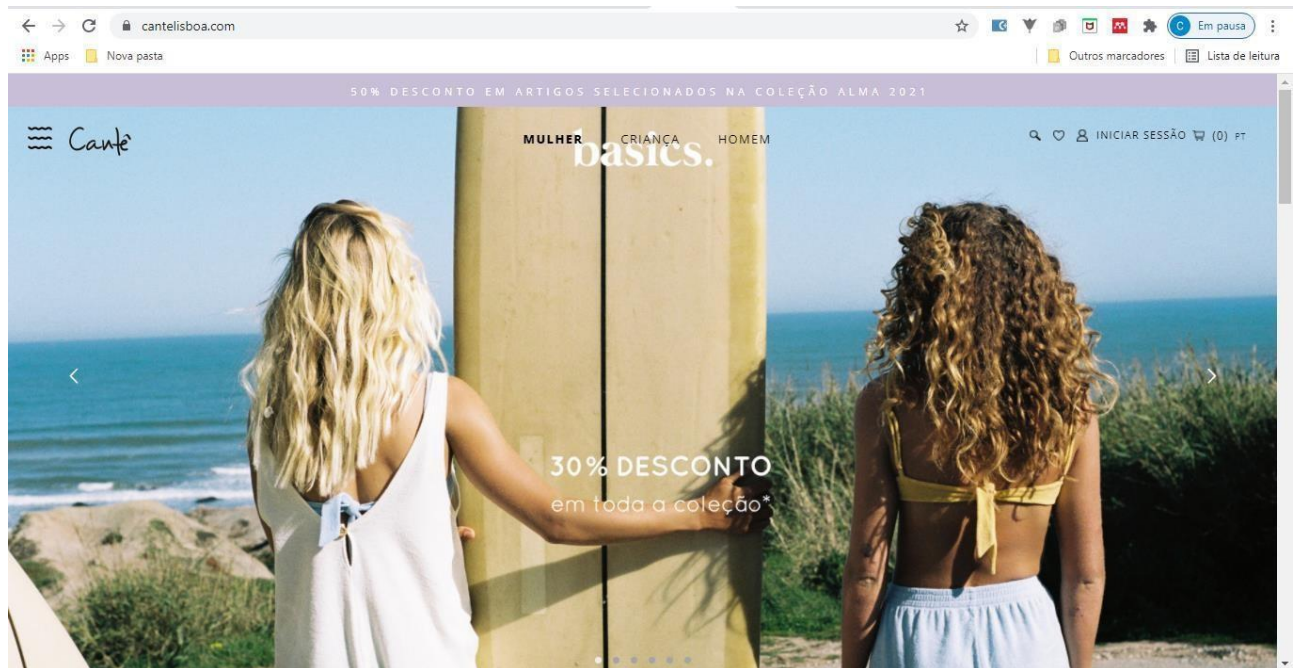 cantelisboa.com
Em pausa
Apps
Nova pasta
Outros marcadores
Lista de leitura
50% DESCONTO EM ARTIGOS SELECIONADOS NA COLEÇÃO ALMA 2021
Cantê
MULHER CRIANÇA HOMEM
INICIAR SESSÃO (0) PT
basics.
30% DESCONTO
em toda a coleção*